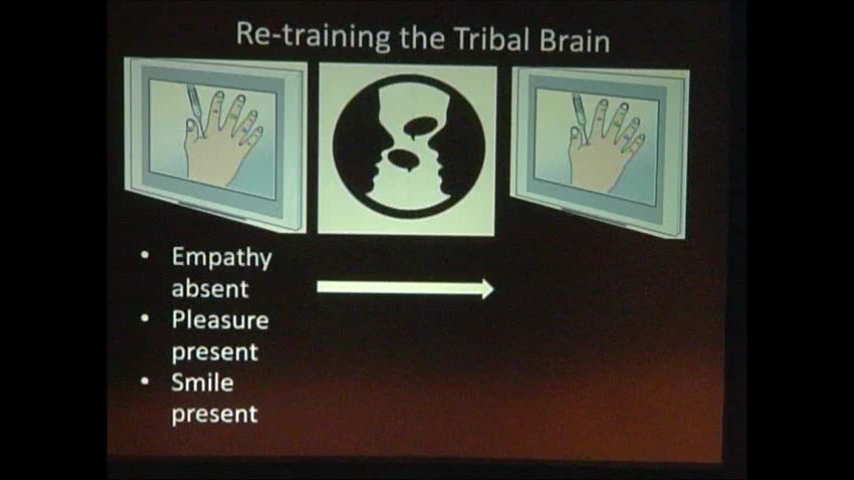 Re-training the Tribal Brain
• Empathy
absent
• Pleasure
present
• Smile
present